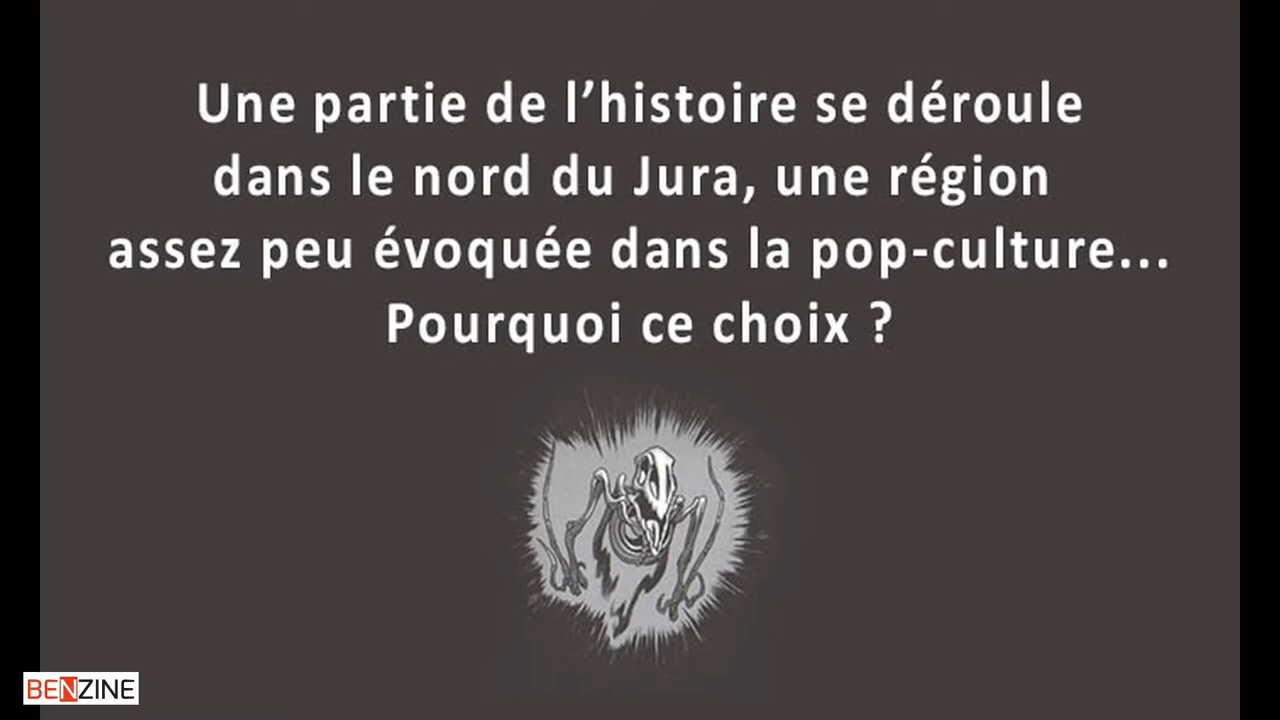 Une partie de l’histoire se déroule
dans le nord du Jura, une région
assez peu évoquée dans la pop-culture...
Pourquoi ce choix ?
BENZINE